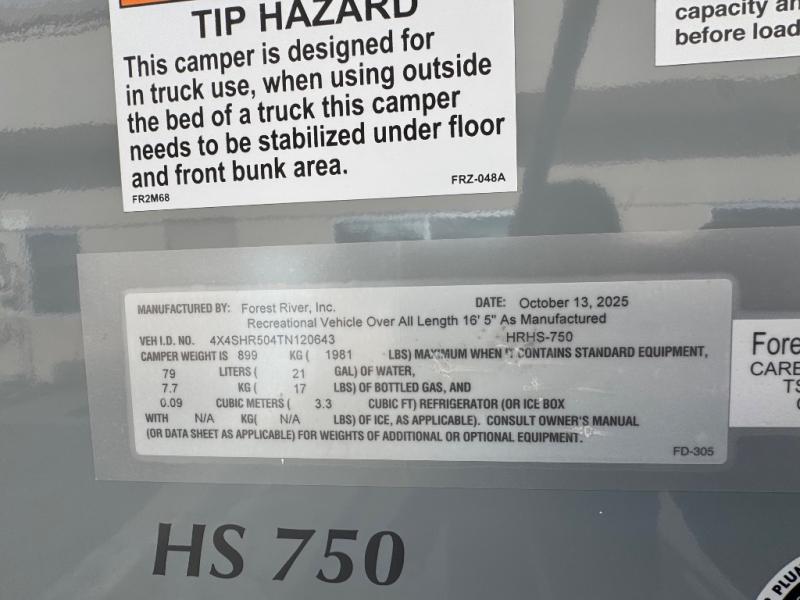 TIP HAZARD
This camper is designed for
in truck use, when using outside
the bed of a truck this camper
needs to be stabilized under floor
and front bunk area.
FR2M68 FRZ-048A
capacity
before load
MANUFACTURED BY: Forest River, Inc. DATE: October 13, 2025
Recreational Vehicle Over All Length 16' 5" As Manufactured
VEH I.D. NO. 4X4SHR504TN120643 HRHS-750
CAMPER WEIGHT IS 899 KG ( 1981 LBS) MAXIMUM WHEN IT CONTAINS STANDARD EQUIPMENT,
79 LITERS ( 21 GAL) OF WATER,
7.7 KG ( 17 LBS) OF BOTTLED GAS, AND
0.09 CUBIC METERS ( 3.3 CUBIC FT) REFRIGERATOR (OR ICE BOX
WITH N/A KG( N/A LBS) OF ICE, AS APPLICABLE). CONSULT OWNER'S MANUAL
(OR DATA SHEET AS APPLICABLE) FOR WEIGHTS OF ADDITIONAL OR OPTIONAL EQUIPMENT.
FD-305
Fore
CARB
TS
HS 750
PLU